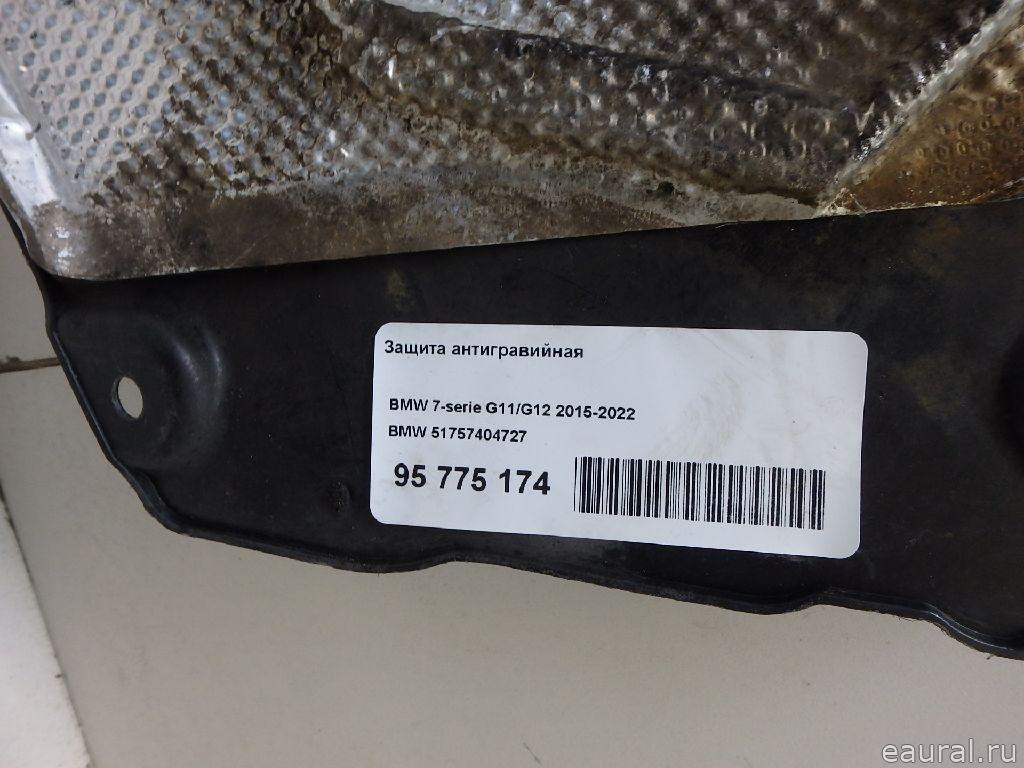 Защита антигравийная
BMW 7-serie G11/G12 2015-2022
BMW 51757404727
95 775 174
eaural.ru